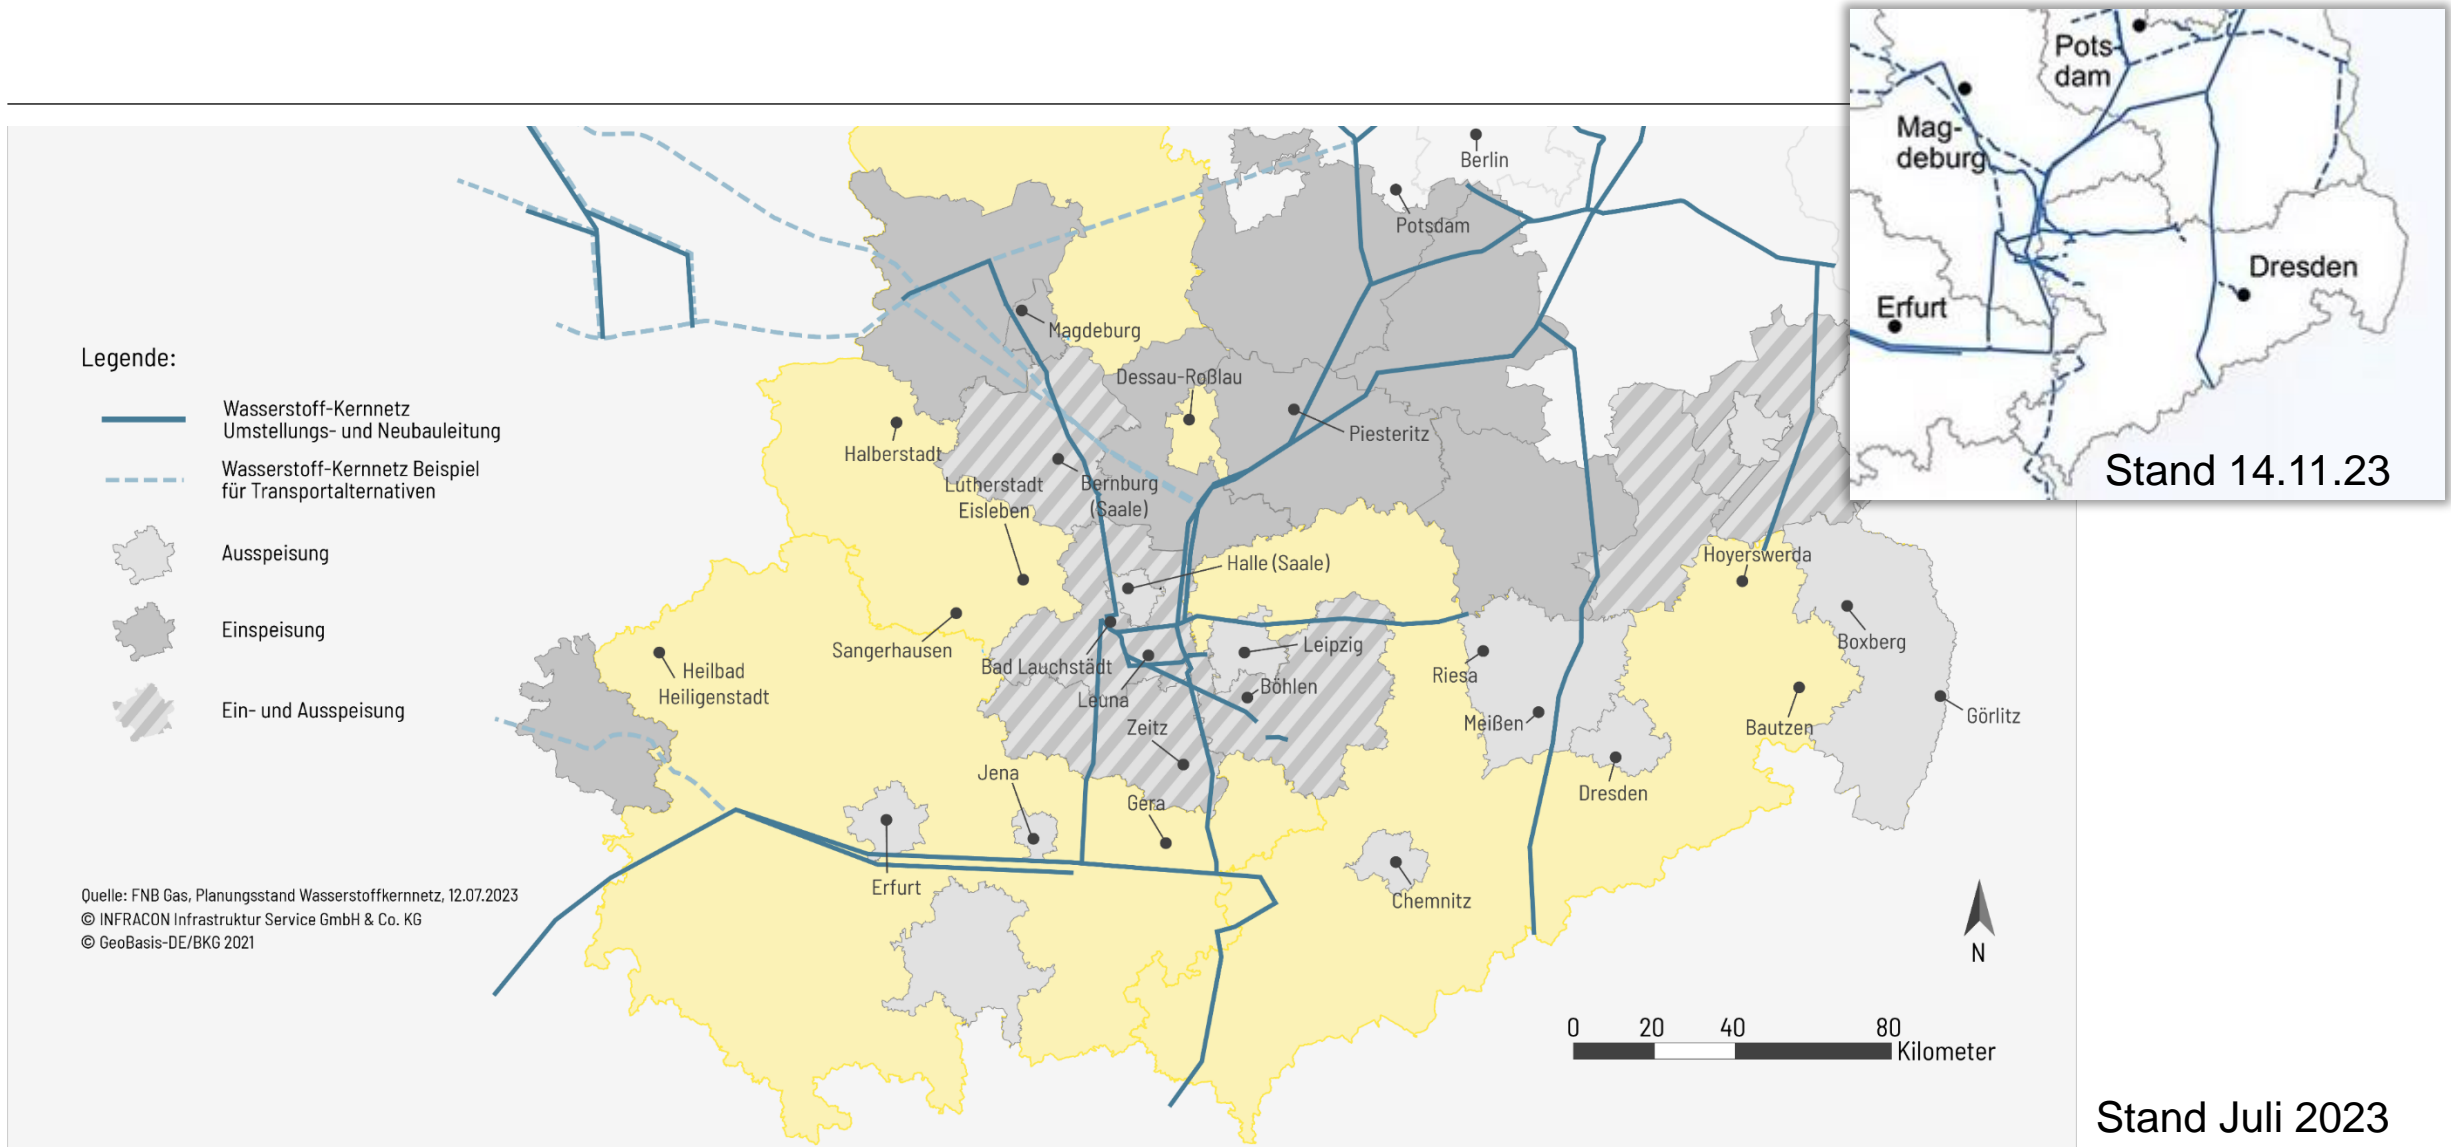 Pots-
dam
Mag-
deburg
Dresden
Erfurt
Stand 14.11.23
Berlin
Potsdam
Magdeburg
Dessau-Roßlau
Halberstadt
Piesteritz
Lutherstadt
Eisleben
Bernburg
(Saale)
Halle (Saale)
Hoyerswerda
Boxberg
Sangerhausen
Bad Lauchstädt
Leipzig
Riesa
Heilbad
Heiligenstadt
Leuna
Böhlen
Meißen
Görlitz
Zeitz
Bautzen
Jena
Gera
Dresden
Erfurt
Chemnitz
Legende:
Wasserstoff-Kernnetz
Umstellungs- und Neubauleitung
Wasserstoff-Kernnetz Beispiel
für Transportalternativen
Ausspeisung
Einspeisung
Ein- und Ausspeisung
Quelle: FNB Gas, Planungsstand Wasserstoffkernnetz, 12.07.2023
© INFRACON Infrastruktur Service GmbH & Co. KG
© GeoBasis-DE/BKG 2021
N
0 20 40 80
Kilometer
Stand Juli 2023